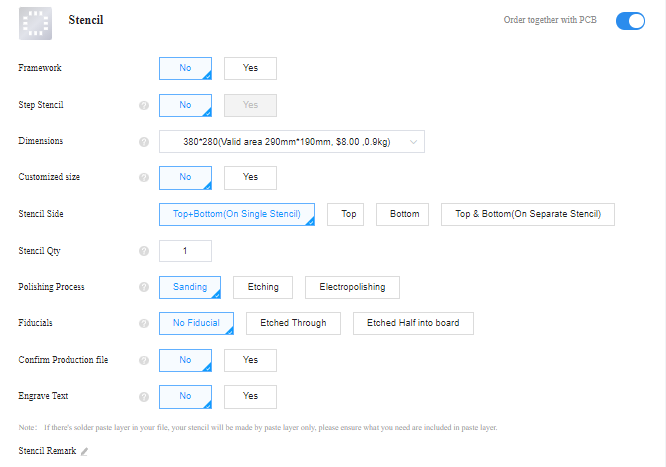 Stencil
Order together with PCB
Framework No Yes
Step Stencil ? No Yes
Dimensions ? 380*280(Valid area 290mm*190mm, $8.00 ,0.9kg)
Customized size ? No Yes
Stencil Side Top+Bottom(On Single Stencil) Top Bottom Top & Bottom(On Separate Stencil)
Stencil Qty ? 1
Polishing Process ? Sanding Etching Electropolishing
Fiducials ? No Fiducial Etched Through Etched Half into board
Confirm Production file ? No Yes
Engrave Text ? No Yes
Note: If there's solder paste layer in your file, your stencil will be made by paste layer only, please ensure what you need are included in paste layer.
Stencil Remark